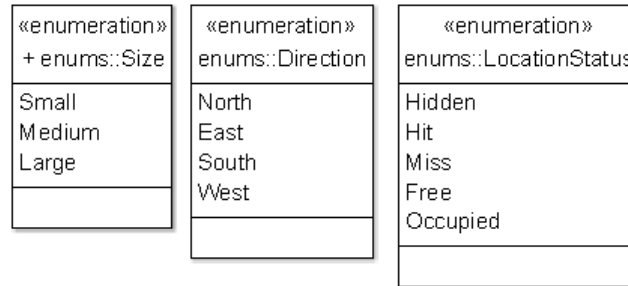 «enumeration»
+ enums::Size
Small
Medium
Large
«enumeration»
enums::Direction
North
East
South
West
«enumeration»
enums::LocationStatus
Hidden
Hit
Miss
Free
Occupied